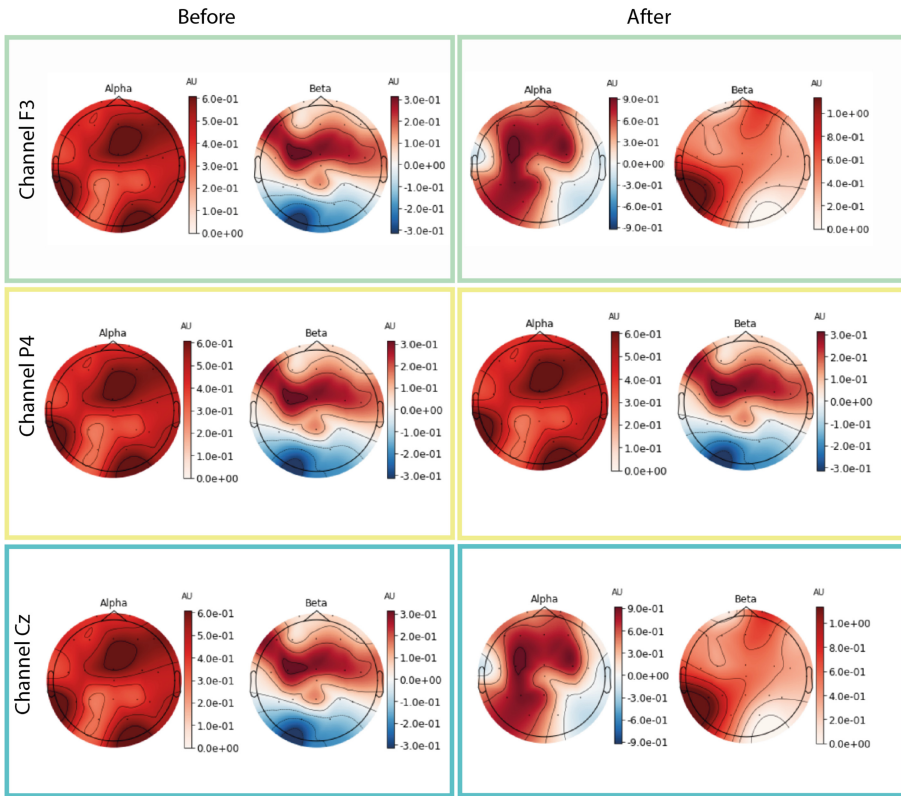 Before
After
Channel F3
Alpha
AU
6.0e-01
5.0e-01
4.0e-01
3.0e-01
2.0e-01
1.0e-01
0.0e+00
Beta
AU
3.0e-01
2.0e-01
1.0e-01
0.0e+00
-1.0e-01
-2.0e-01
-3.0e-01
Alpha
AU
9.0e-01
6.0e-01
3.0e-01
0.0e+00
-3.0e-01
-6.0e-01
-9.0e-01
Beta
AU
1.0e+00
8.0e-01
6.0e-01
4.0e-01
2.0e-01
0.0e+00
Channel P4
Alpha
AU
6.0e-01
5.0e-01
4.0e-01
3.0e-01
2.0e-01
1.0e-01
0.0e+00
Beta
AU
3.0e-01
2.0e-01
1.0e-01
0.0e+00
-1.0e-01
-2.0e-01
-3.0e-01
Alpha
AU
6.0e-01
5.0e-01
4.0e-01
3.0e-01
2.0e-01
1.0e-01
0.0e+00
Beta
AU
3.0e-01
2.0e-01
1.0e-01
0.0e+00
-1.0e-01
-2.0e-01
-3.0e-01
Channel Cz
Alpha
AU
6.0e-01
5.0e-01
4.0e-01
3.0e-01
2.0e-01
1.0e-01
0.0e+00
Beta
AU
3.0e-01
2.0e-01
1.0e-01
0.0e+00
-1.0e-01
-2.0e-01
-3.0e-01
Alpha
AU
9.0e-01
6.0e-01
3.0e-01
0.0e+00
-3.0e-01
-6.0e-01
-9.0e-01
Beta
AU
1.0e+00
8.0e-01
6.0e-01
4.0e-01
2.0e-01
0.0e+00